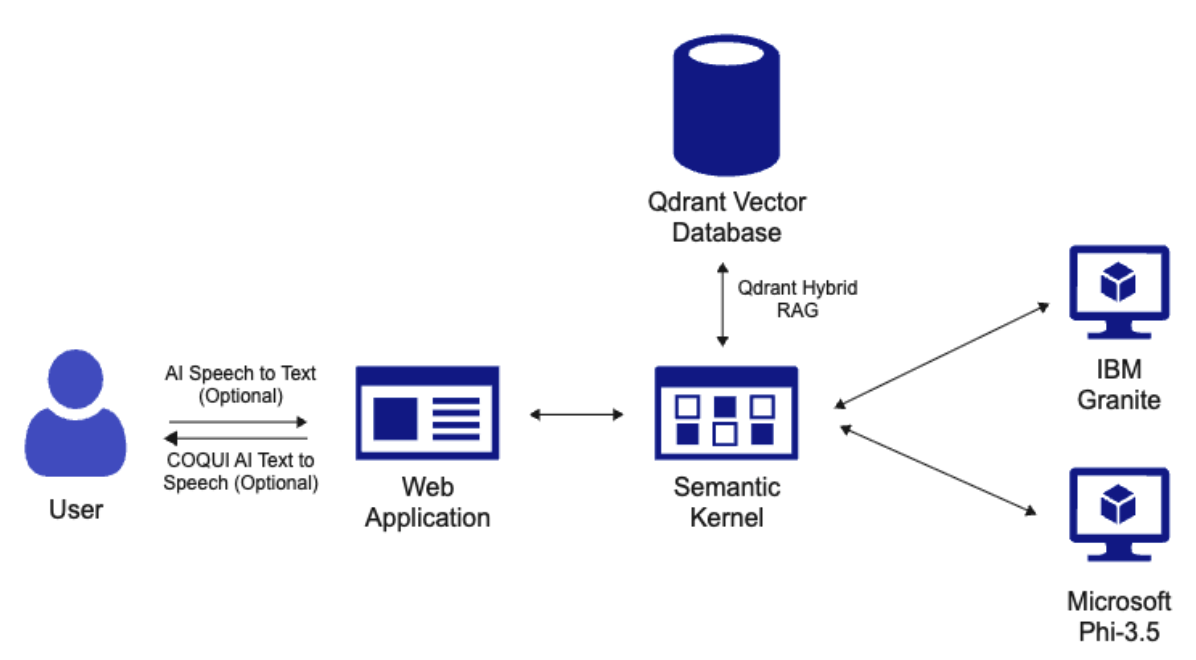 Qdrant Vector
Database
Qdrant Hybrid
RAG
AI Speech to Text
(Optional)
COQUI AI Text to
Speech (Optional)
User
Web
Application
Semantic
Kernel
IBM
Granite
Microsoft
Phi-3.5